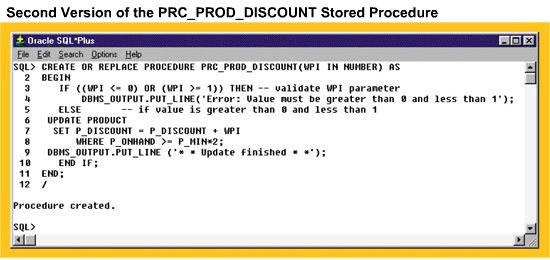 Second Version of the PRC_PROD_DISCOUNT Stored Procedure
Oracle SQL*Plus
File Edit Search Options Help
SQL> CREATE OR REPLACE PROCEDURE PRC_PROD_DISCOUNT(WPI IN NUMBER) AS
2 BEGIN
3 IF ((WPI <= 0) OR (WPI >= 1)) THEN -- validate WPI parameter
4 DBMS_OUTPUT.PUT_LINE('Error: Value must be greater than 0 and less than 1');
5 ELSE -- if value is greater than 0 and less than 1
6 UPDATE PRODUCT
7 SET P_DISCOUNT = P_DISCOUNT + WPI
8 WHERE P_ONHAND >= P_MIN*2;
9 DBMS_OUTPUT.PUT_LINE ('* * Update finished * *');
10 END IF;
11 END;
12 /
Procedure created.
SQL>